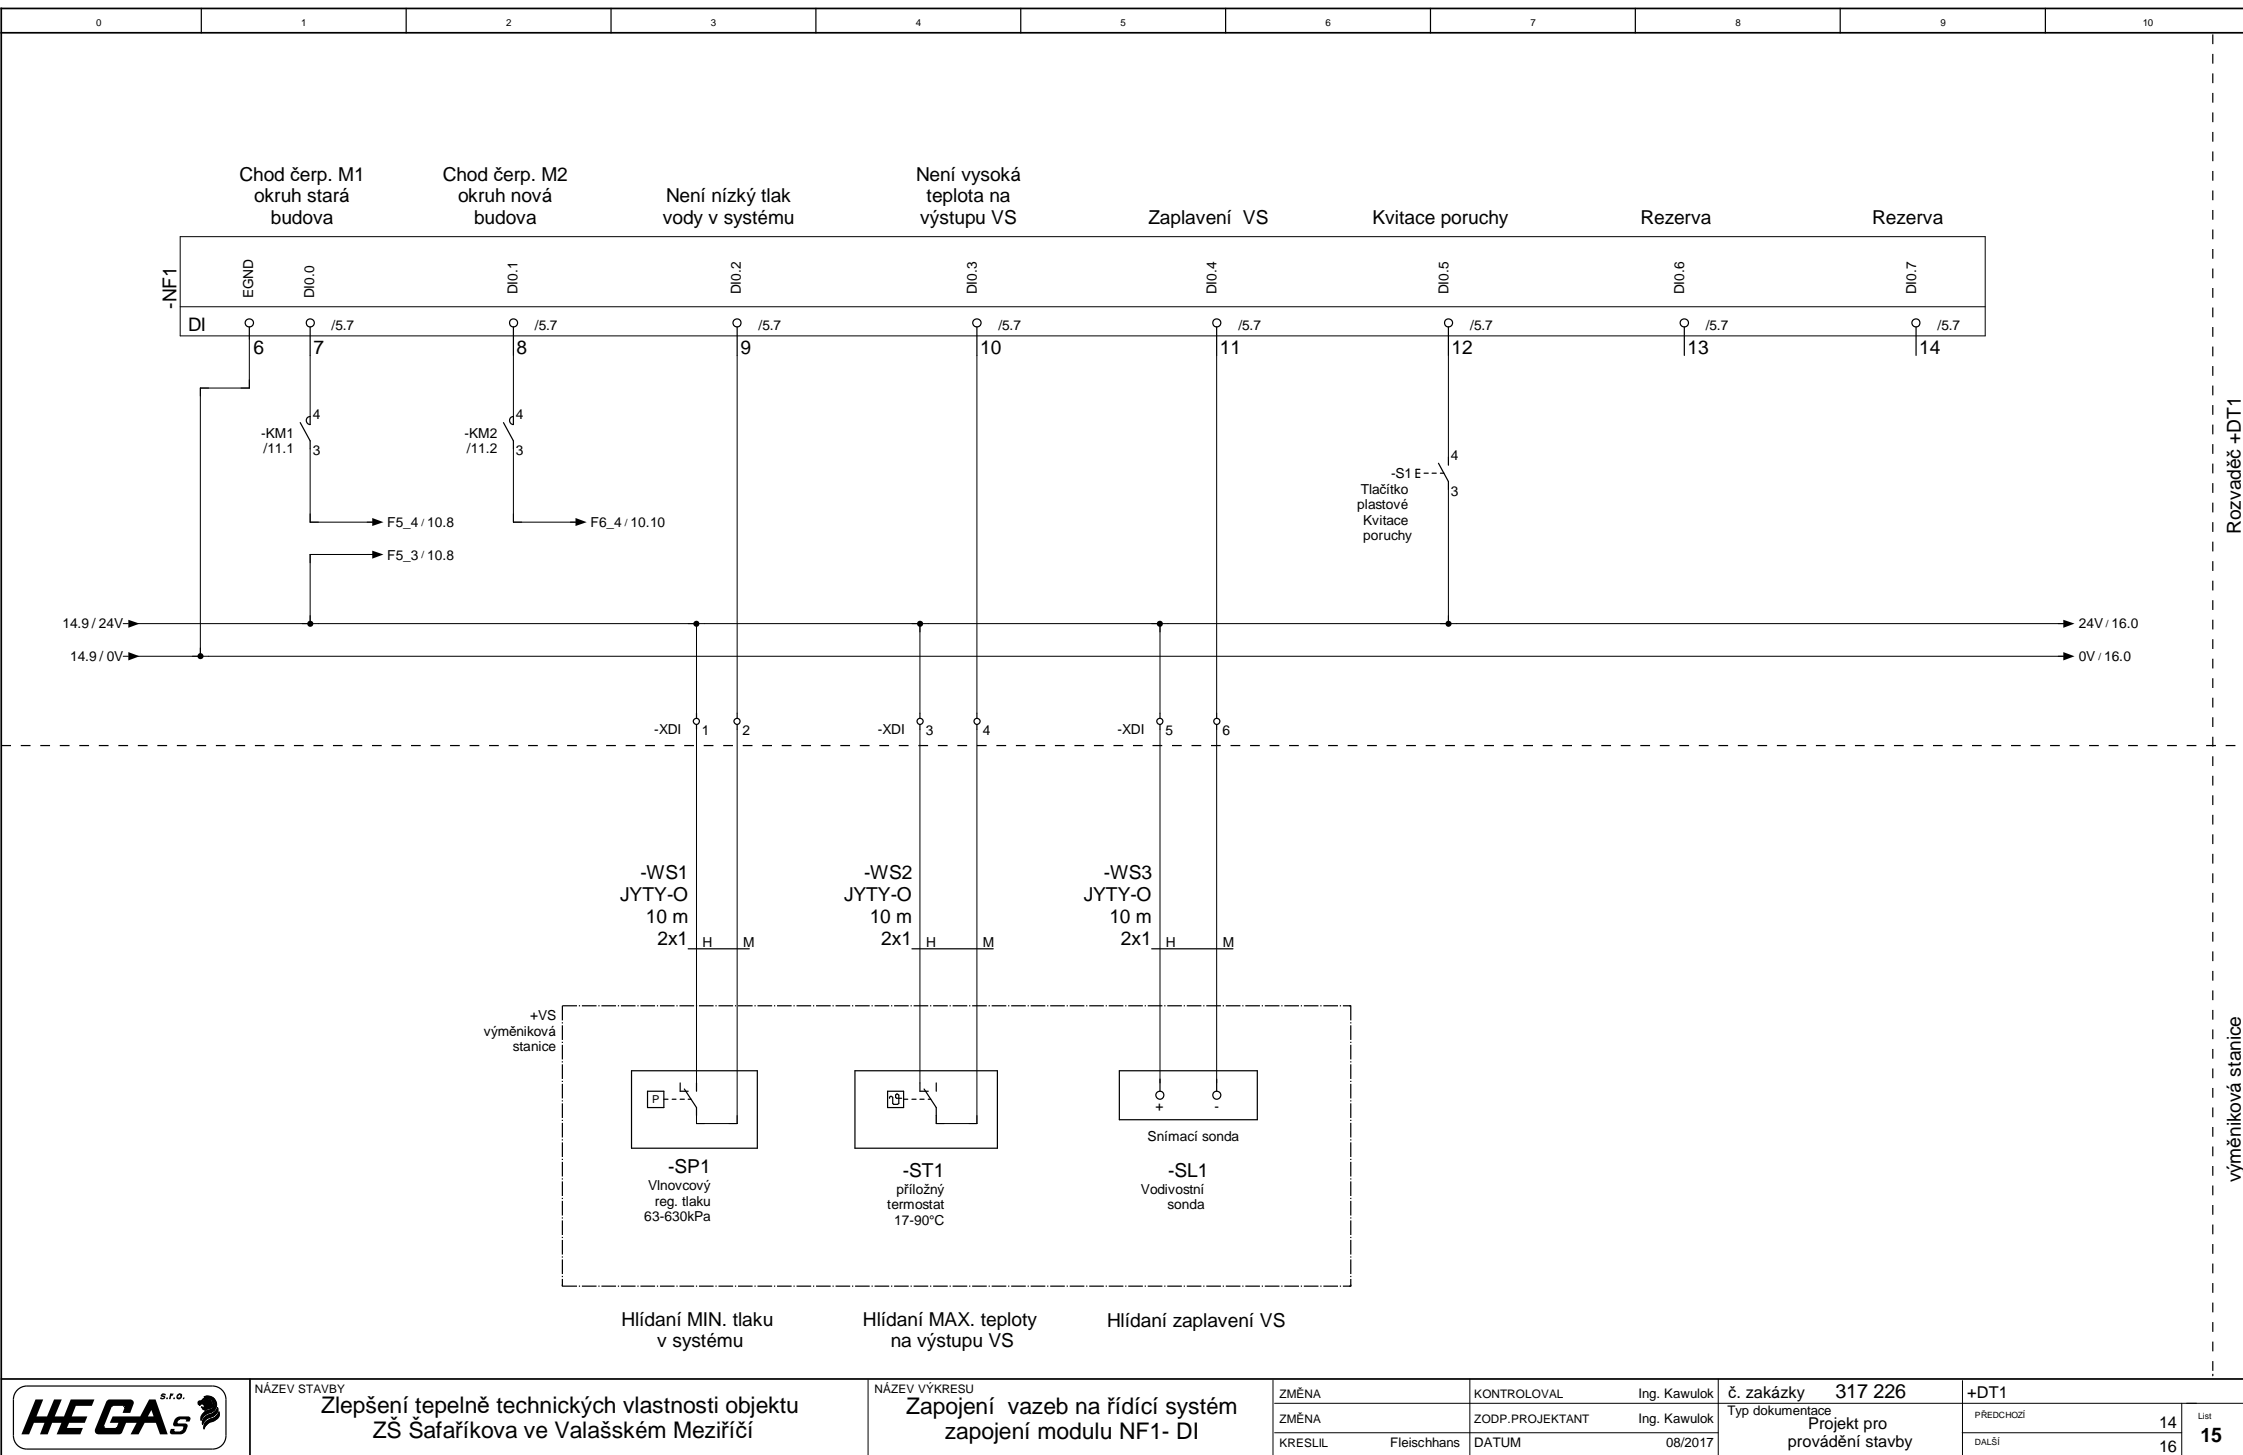 0 1 2 3 4 5 6 7 8 9 10
Chod čerp. M1
okruh stará
budova
Chod čerp. M2
okruh nová
budova
Není nízký tlak
vody v systému
Není vysoká
teplota na
výstupu VS
Zaplavení  VS
Kvitace poruchy
Rezerva
Rezerva
-NF1
EGND
DI0.0
DI0.1
DI0.2
DI0.3
DI0.4
DI0.5
DI0.6
DI0.7
DI
/5.7 /5.7 /5.7 /5.7 /5.7 /5.7 /5.7 /5.7
6 7 8 9 10 11 12 13 14
-KM1
/11.1
4
3
-KM2
/11.2
4
3
F5_4 / 10.8
F6_4 / 10.10
F5_3 / 10.8
-S1 E
4
3
Tlačítko
plastové
Kvitace
poruchy
14.9 / 24V
24V / 16.0
14.9 / 0V
0V / 16.0
-XDI 1 2
-XDI 3 4
-XDI 5 6
Rozvaděč +DT1
-WS1
JYTY-O
10 m
2x1 H M
-WS2
JYTY-O
10 m
2x1 H M
-WS3
JYTY-O
10 m
2x1 H M
+VS
výměniková
stanice
P
-SP1
Vlnovcový
reg. tlaku
63-630kPa
-ST1
příložný
termostat
17-90°C
+ -
Snímací sonda
-SL1
Vodivostní
sonda
výměniková stanice
Hlídaní MIN. tlaku
v systému
Hlídaní MAX. teploty
na výstupu VS
Hlídaní zaplavení VS
HEGAs s.r.o.
NÁZEV STAVBY
Zlepšení tepelně technických vlastnosti objektu
ZŠ Šafaříkova ve Valašském Meziříčí
NÁZEV VÝKRESU
Zapojení  vazeb na řídící systém
zapojení modulu NF1- DI
ZMĚNA
ZMĚNA
KRESLIL Fleischhans
KONTROLOVAL Ing. Kawulok
ZODP.PROJEKTANT Ing. Kawulok
DATUM 08/2017
č. zakázky 317 226
Typ dokumentace
Projekt pro
provádění stavby
+DT1
PŘEDCHOZÍ 14
DALŠÍ 16
List
15